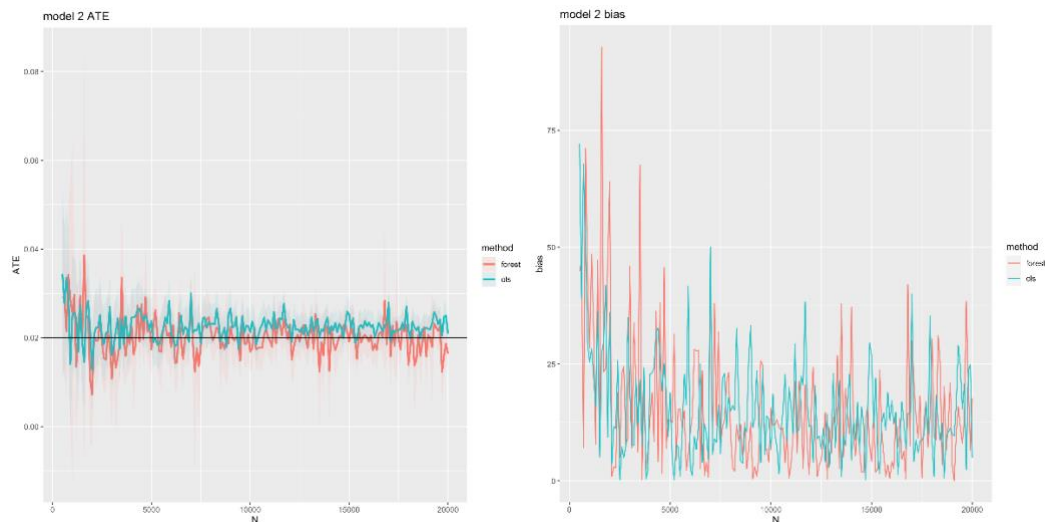 model 2 ATE
0.08
0.06
0.04
0.02
0.00
ATE
0
5000
10000
15000
20000
N
method
forest
ols
model 2 bias
75
50
25
0
bias
0
5000
10000
15000
20000
N
method
forest
ols